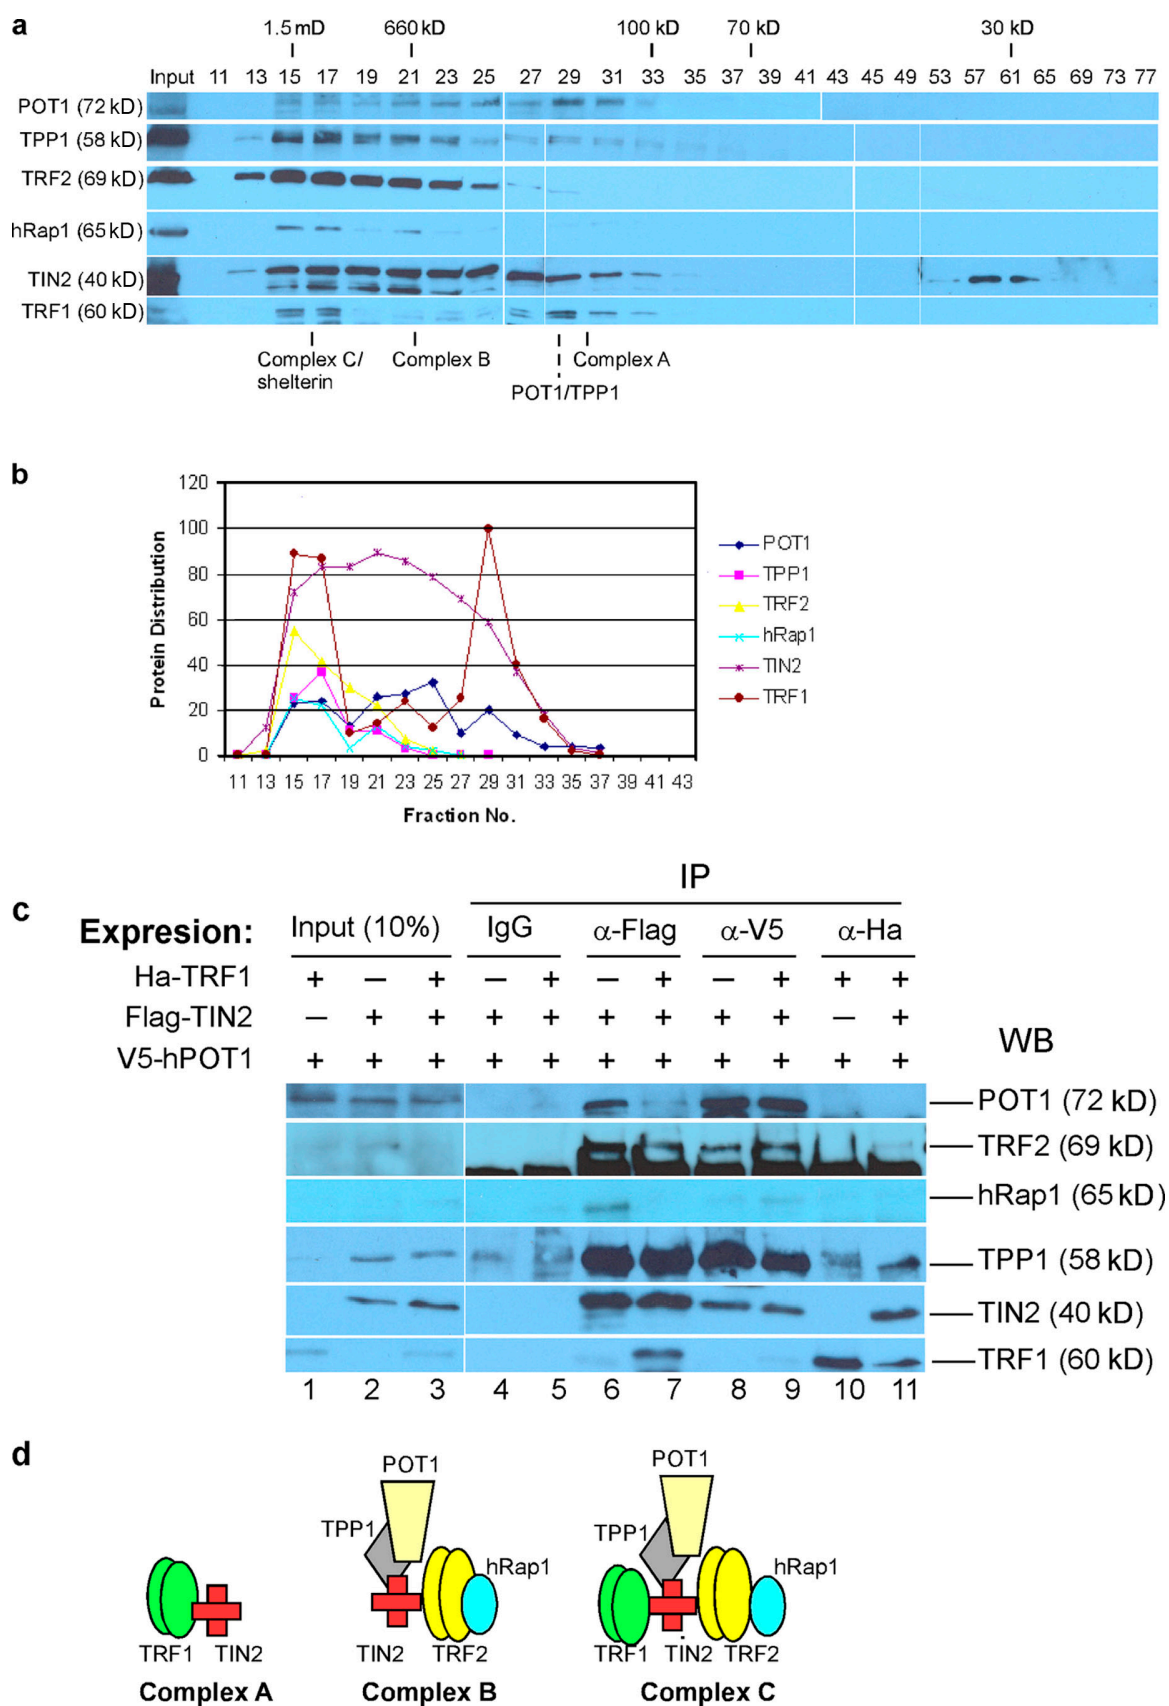 a
1.5 mD 660 kD 100 kD 70 kD 30 kD
Input 11 13 15 17 19 21 23 25 27 29 31 33 35 37 39 41 43 45 49 53 57 61 65 69 73 77
POT1 (72 kD)
TPP1 (58 kD)
TRF2 (69 kD)
hRap1 (65 kD)
TIN2 (40 kD)
TRF1 (60 kD)
Complex C/ Complex B Complex A
shelterin
POT1/TPP1
b
120
100
80
60
40
20
0
Protein Distribution
11 13 15 17 19 21 23 25 27 29 31 33 35 37 39 41 43
Fraction No.
POT1
TPP1
TRF2
hRap1
TIN2
TRF1
c
IP
Expresion: Input (10%) IgG α-Flag α-V5 α-Ha
Ha-TRF1 + – + – + – + – + + +
Flag-TIN2 – + + + + + + + + – +
V5-hPOT1 + + + + + + + + + + +
WB
POT1 (72 kD)
TRF2 (69 kD)
hRap1 (65 kD)
TPP1 (58 kD)
TIN2 (40 kD)
TRF1 (60 kD)
1 2 3 4 5 6 7 8 9 10 11
d
POT1 POT1
TPP1 TPP1
hRap1 hRap1
TRF1 TIN2 TIN2 TRF2 TRF1 TIN2 TRF2
Complex A Complex B Complex C